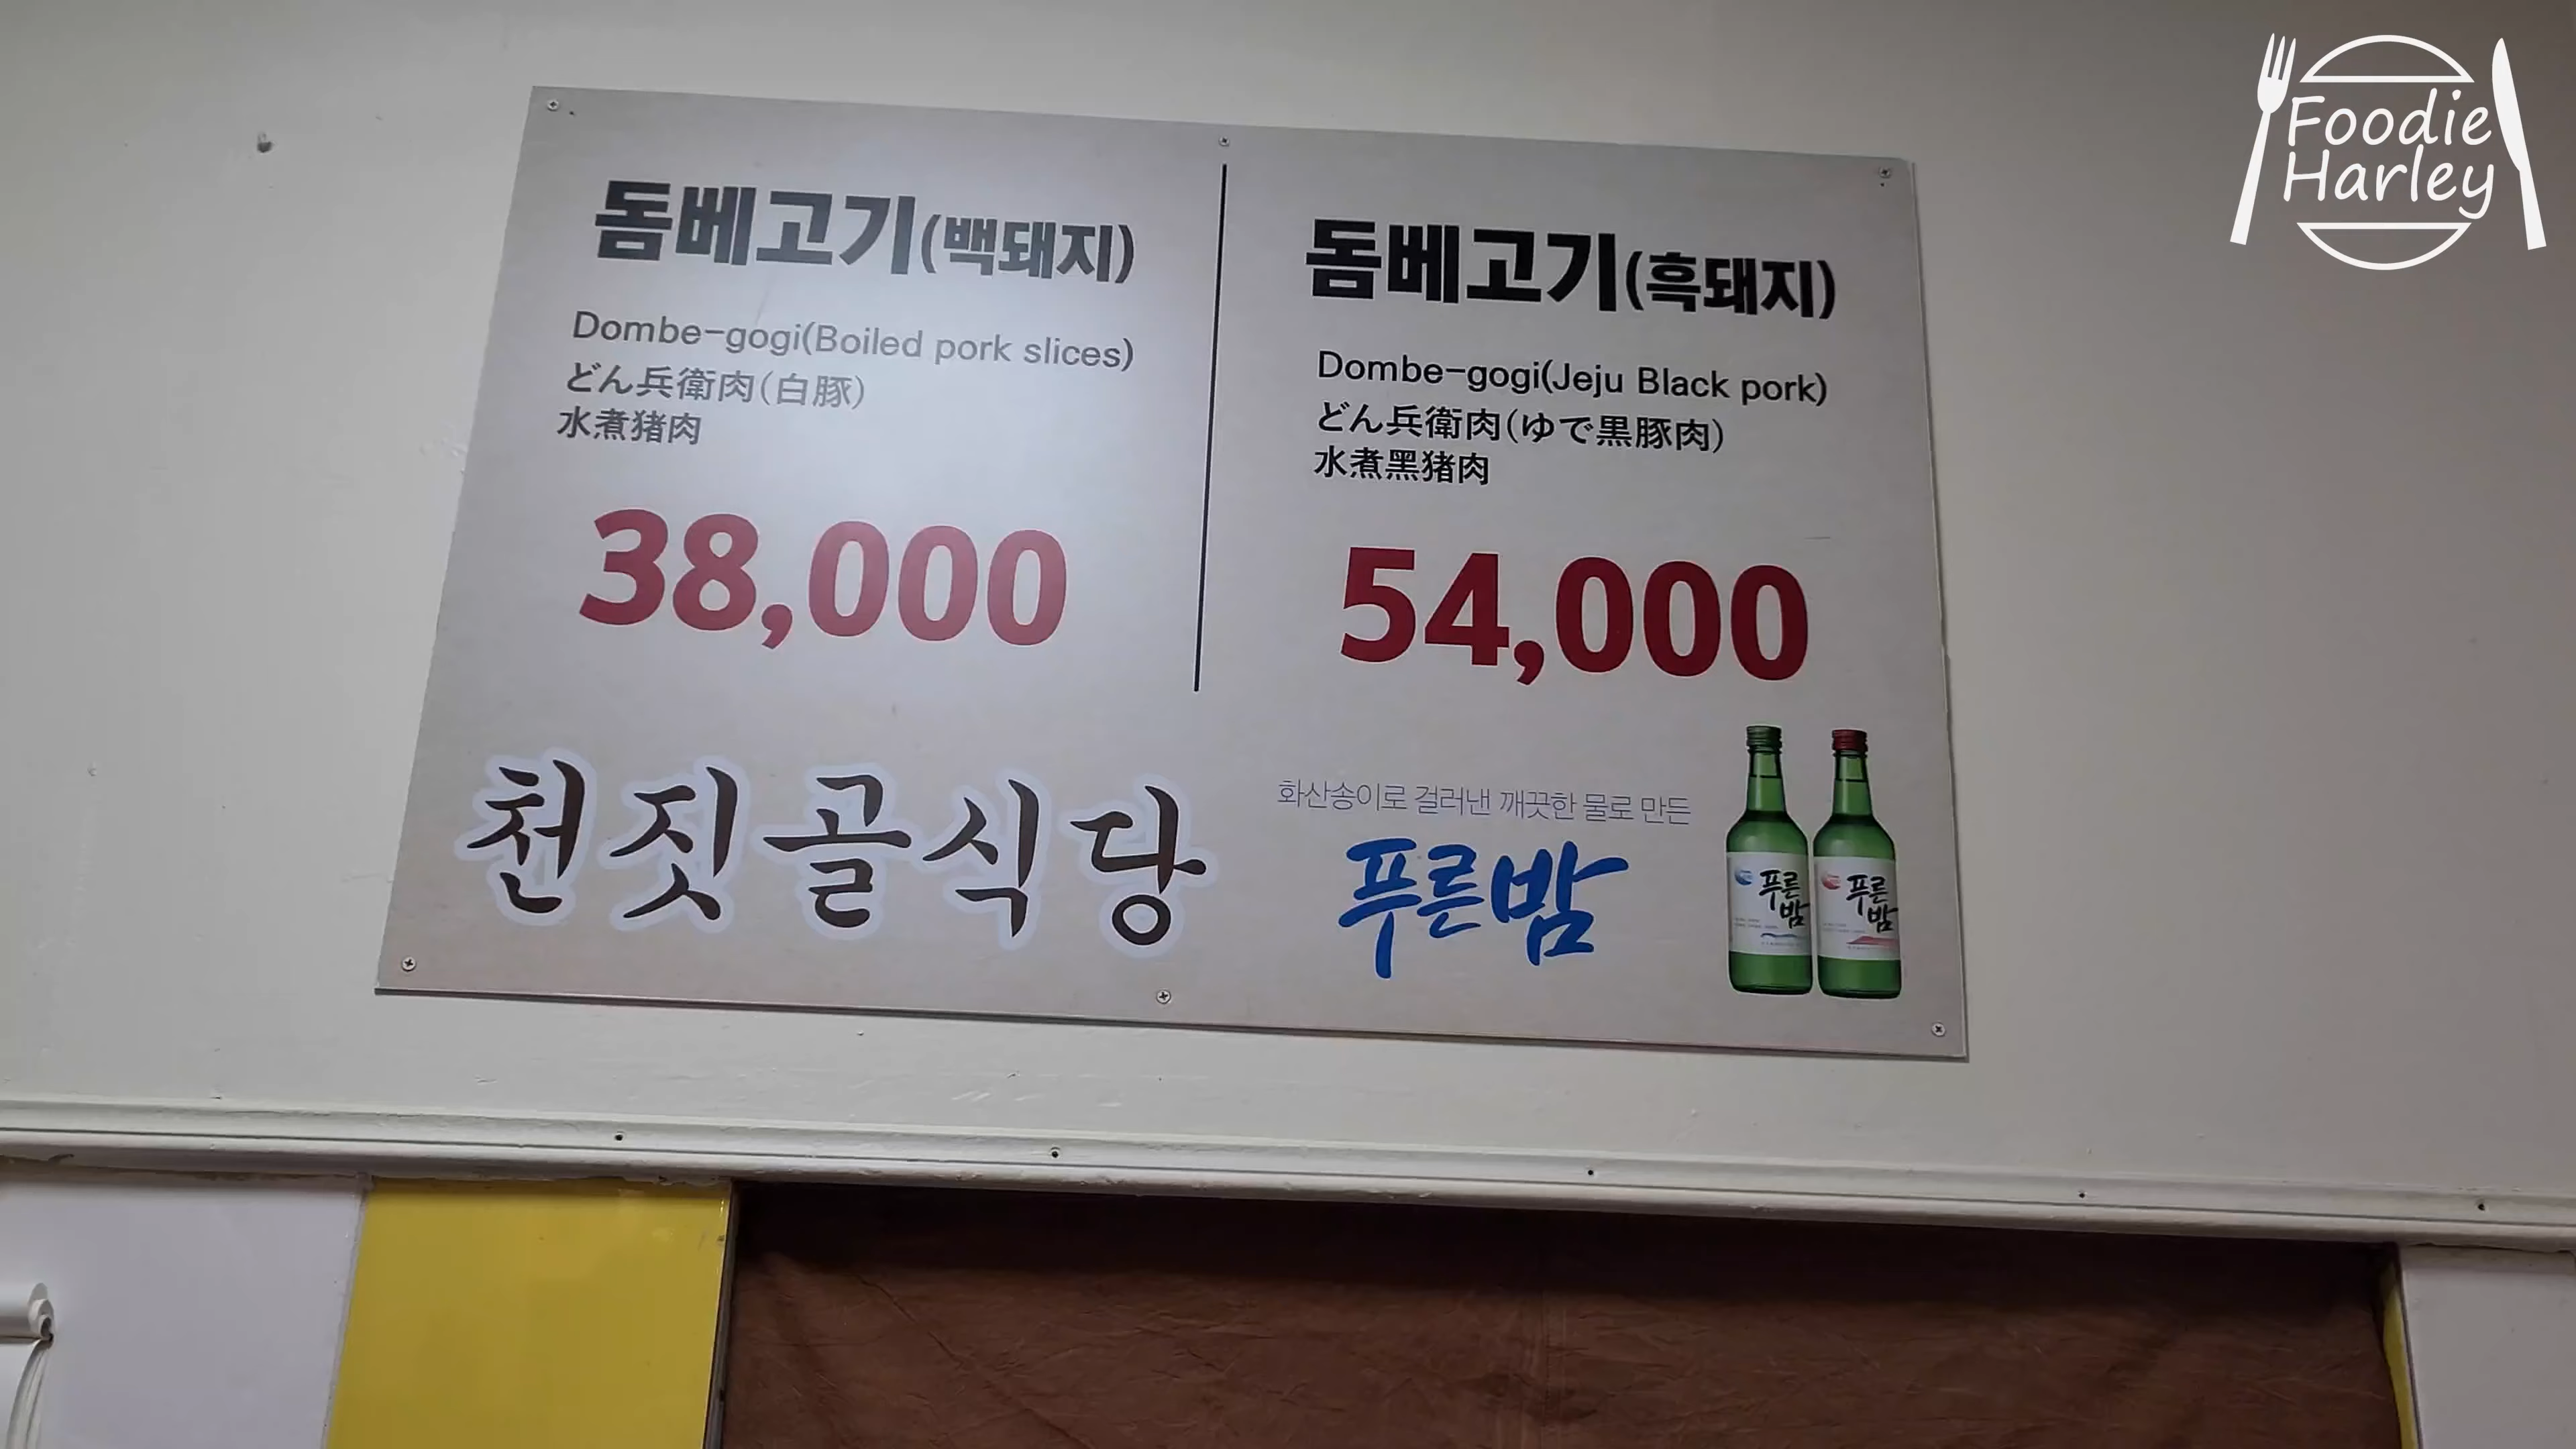 Foodie
Harley
돔베고기(백돼지)
Dombe-gogi(Boiled pork slices)
どん兵衛肉(白豚)
水煮猪肉
38,000
돔베고기(흑돼지)
Dombe-gogi(Jeju Black pork)
どん兵衛肉(ゆで黒豚肉)
水煮黑猪肉
54,000
천짓골식당
화산송이로 걸러낸 깨끗한 물로 만든
푸른밤
푸른
밤
푸른
밤